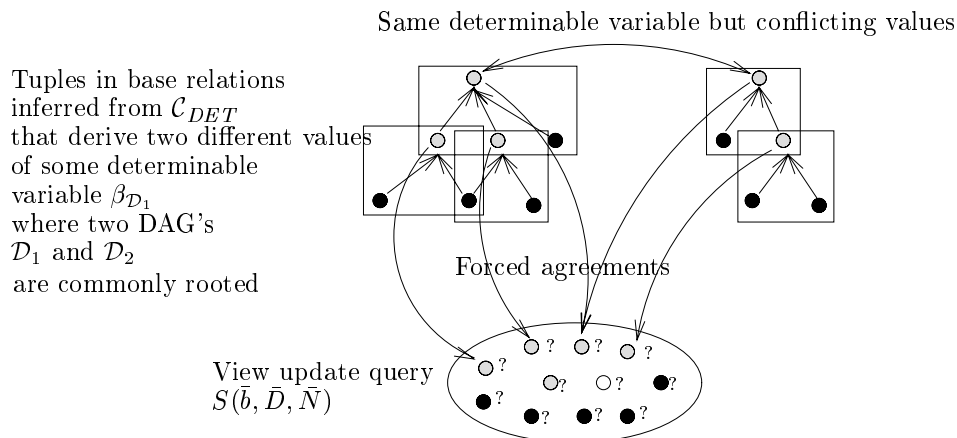 Same determinable variable but conflicting values
Tuples in base relations
inferred from 𝒞_DET
that derive two different values
of some determinable
variable β_𝒟₁
where two DAG's
𝒟₁ and 𝒟₂
are commonly rooted
Forced agreements
View update query
S(b̄, D̄, N̄)
? ? ? ?
?
? ? ?
? ? ? ?